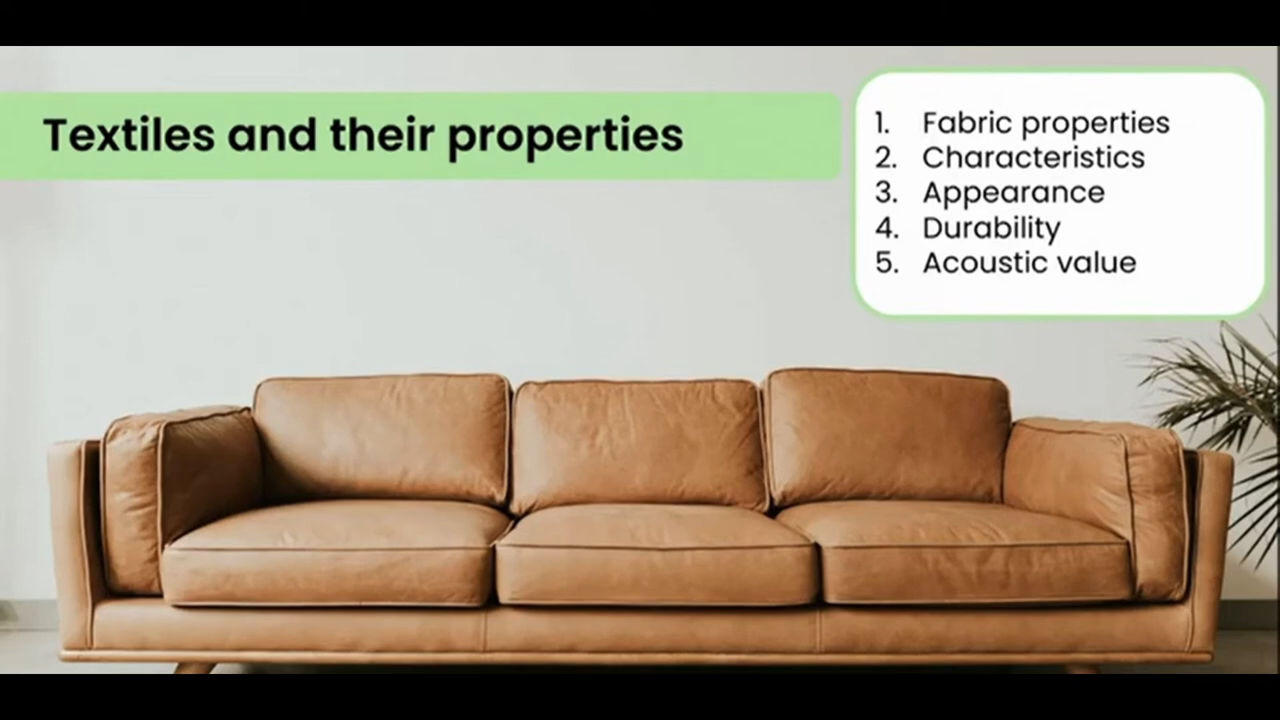 Textiles and their properties
1. Fabric properties
2. Characteristics
3. Appearance
4. Durability
5. Acoustic value